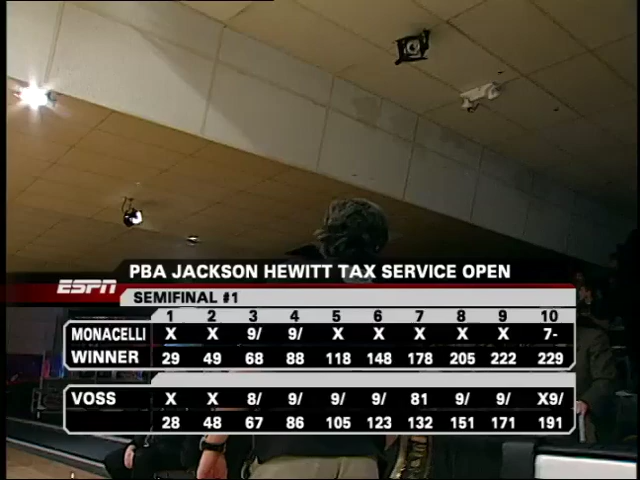 PBA JACKSON HEWITT TAX SERVICE OPEN
ESPN SEMIFINAL #1
1 2 3 4 5 6 7 8 9 10
MONACELLI X X 9/ 9/ X X X X X 7-
WINNER 29 49 68 88 118 148 178 205 222 229
VOSS X X 8/ 9/ 9/ 9/ 81 9/ 9/ X9/
28 48 67 86 105 123 132 151 171 191